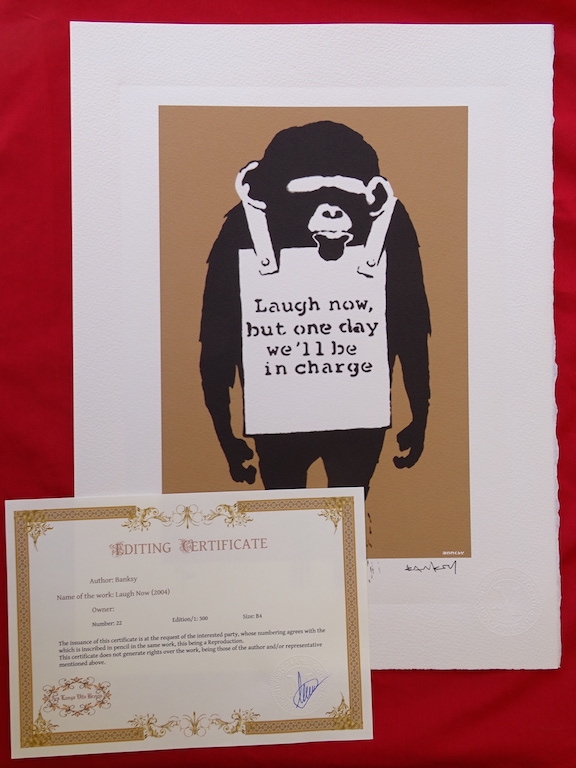 Laugh now,
but one day
we'll be
in charge
BANKSY
Banksy
EDITING CERTIFICATE
Author: Banksy
Name of the work: Laugh Now (2004)
Owner:
Number: 22 Edition/1: 300 Size: B4
The issuance of this certificate is at the request of the interested party, whose numbering agrees with the
which is inscribed in pencil in the same work, this being a Reproduction.
This certificate does not generate rights over the work, being those of the author and/or representative
mentioned above.